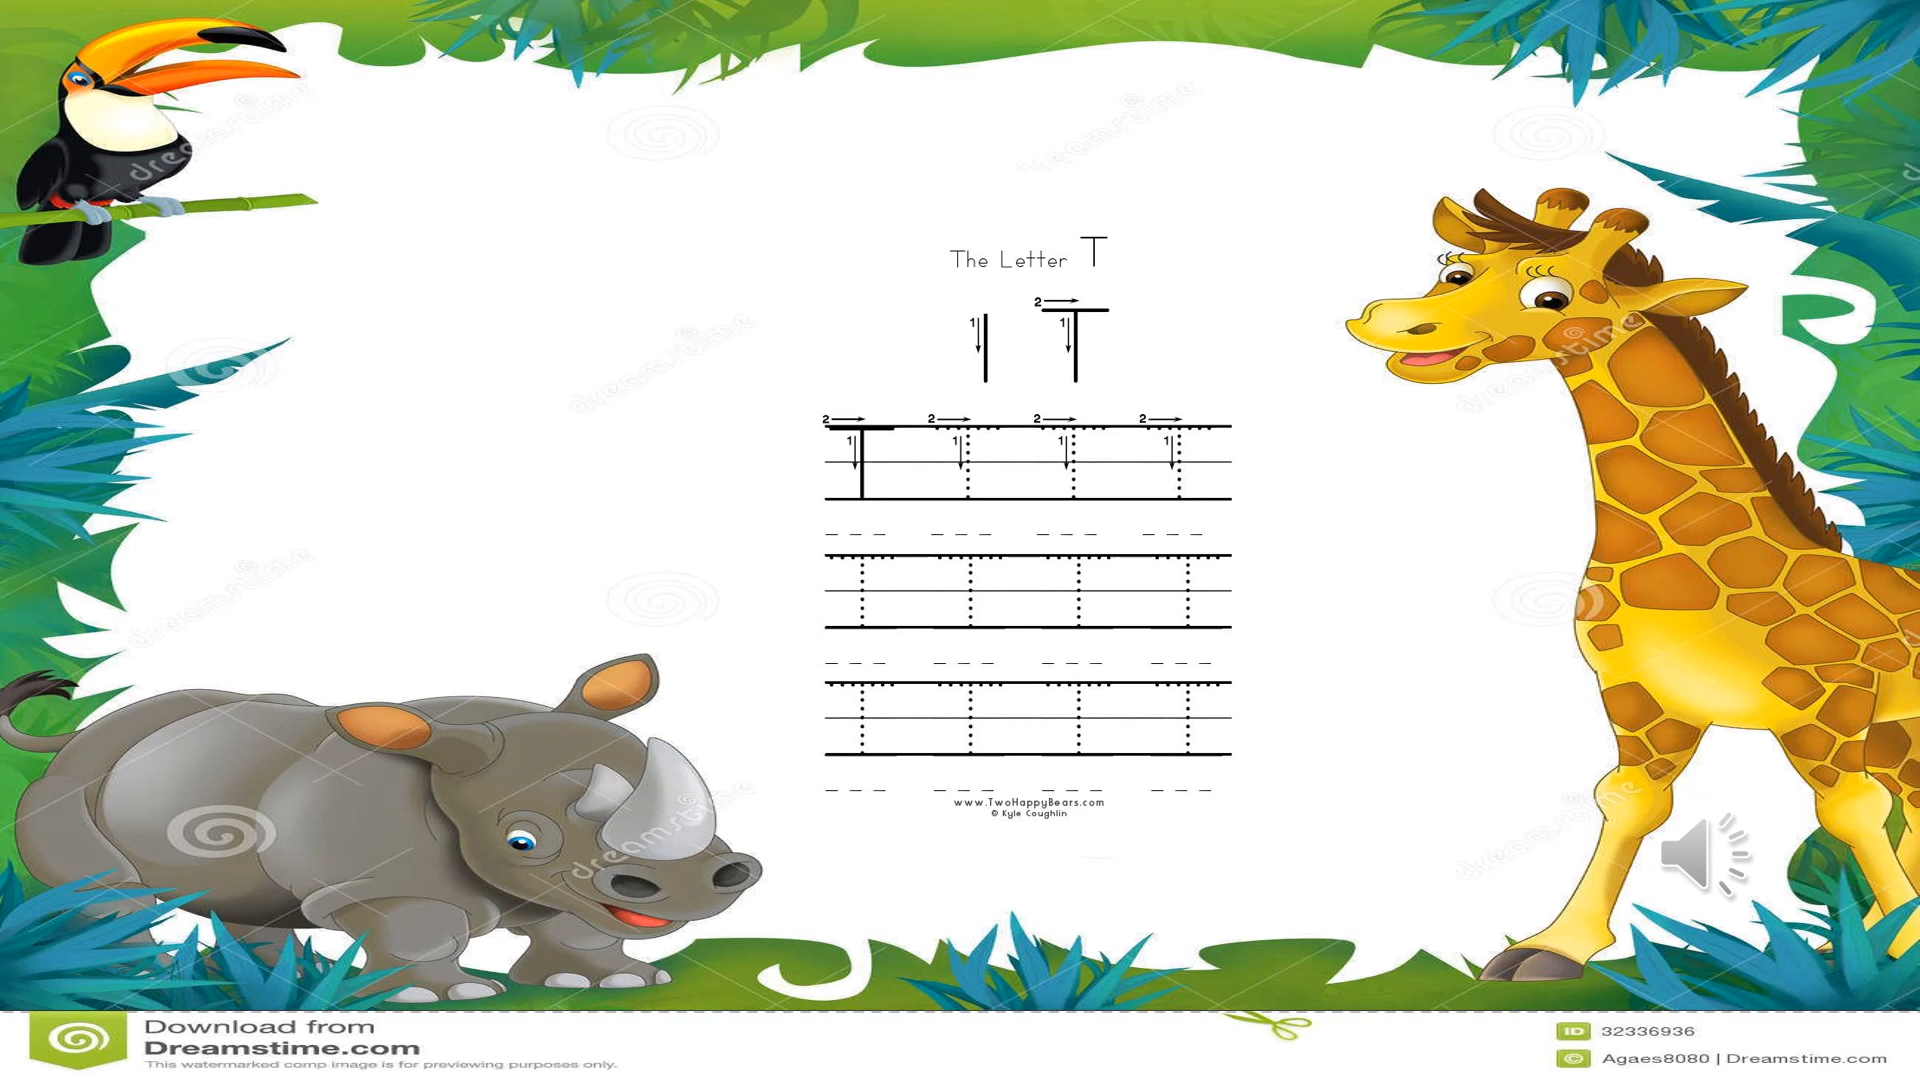 The Letter T
2
1 1
2 2 2 2
1 1 1 1
www.TwoHappyBears.com
© Kyle Coughlin
dreamstime
Download from
Dreamstime.com
This watermarked comp image is for previewing purposes only.
ID 32336936
© Agaes8080 | Dreamstime.com